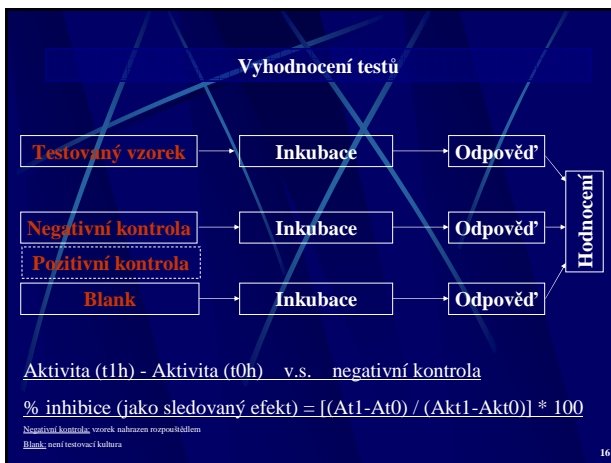 Vyhodnocení testů
Testovaný vzorek Inkubace Odpověď
Negativní kontrola Inkubace Odpověď
Hodnocení
Pozitivní kontrola
Blank Inkubace Odpověď
Aktivita (t1h) - Aktivita (t0h) v.s. negativní kontrola
% inhibice (jako sledovaný efekt) = [(At1-At0) / (Akt1-Akt0)] * 100
Negativní kontrola: vzorek nahrazen rozpouštědlem
Blank: není testovací kultura
16